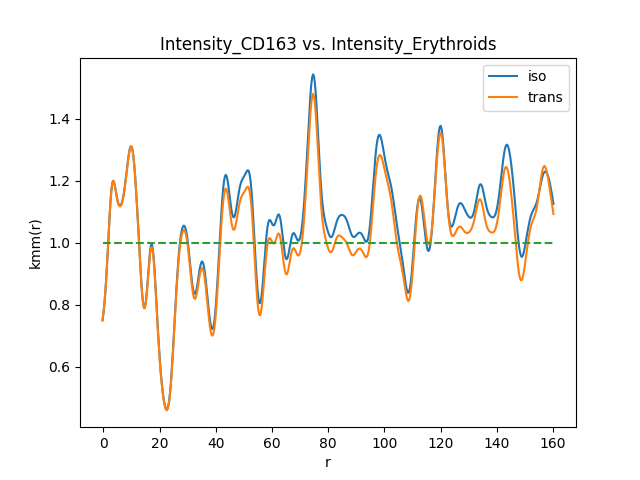 Intensity_CD163 vs. Intensity_Erythroids
iso
trans
kmm(r)
1.4
1.2
1.0
0.8
0.6
0 20 40 60 80 100 120 140 160
r